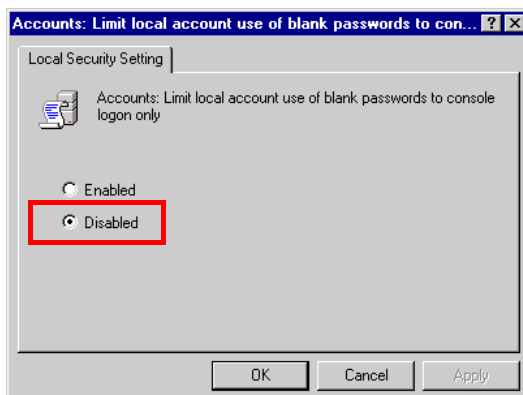 Accounts: Limit local account use of blank passwords to con...
Local Security Setting
Accounts: Limit local account use of blank passwords to console
logon only
Enabled
Disabled
OK
Cancel
Apply